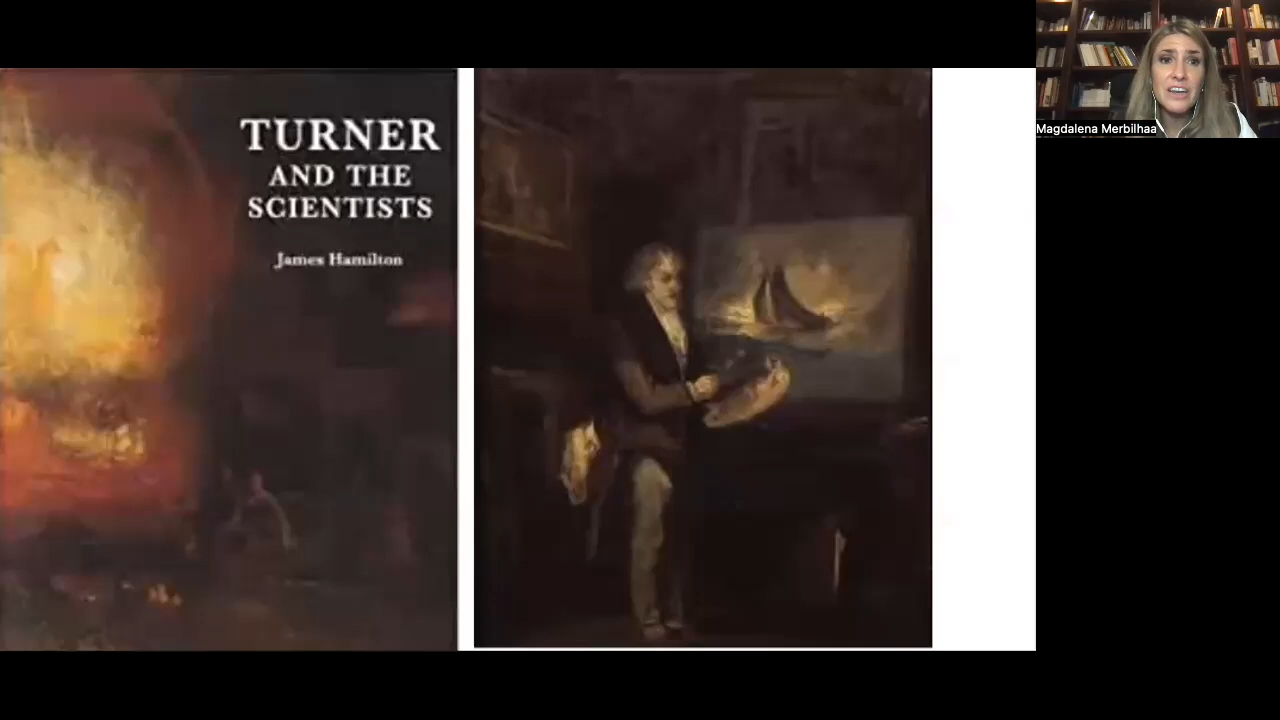 TURNER
AND THE
SCIENTISTS
James Hamilton
Magdalena Merbilhaa